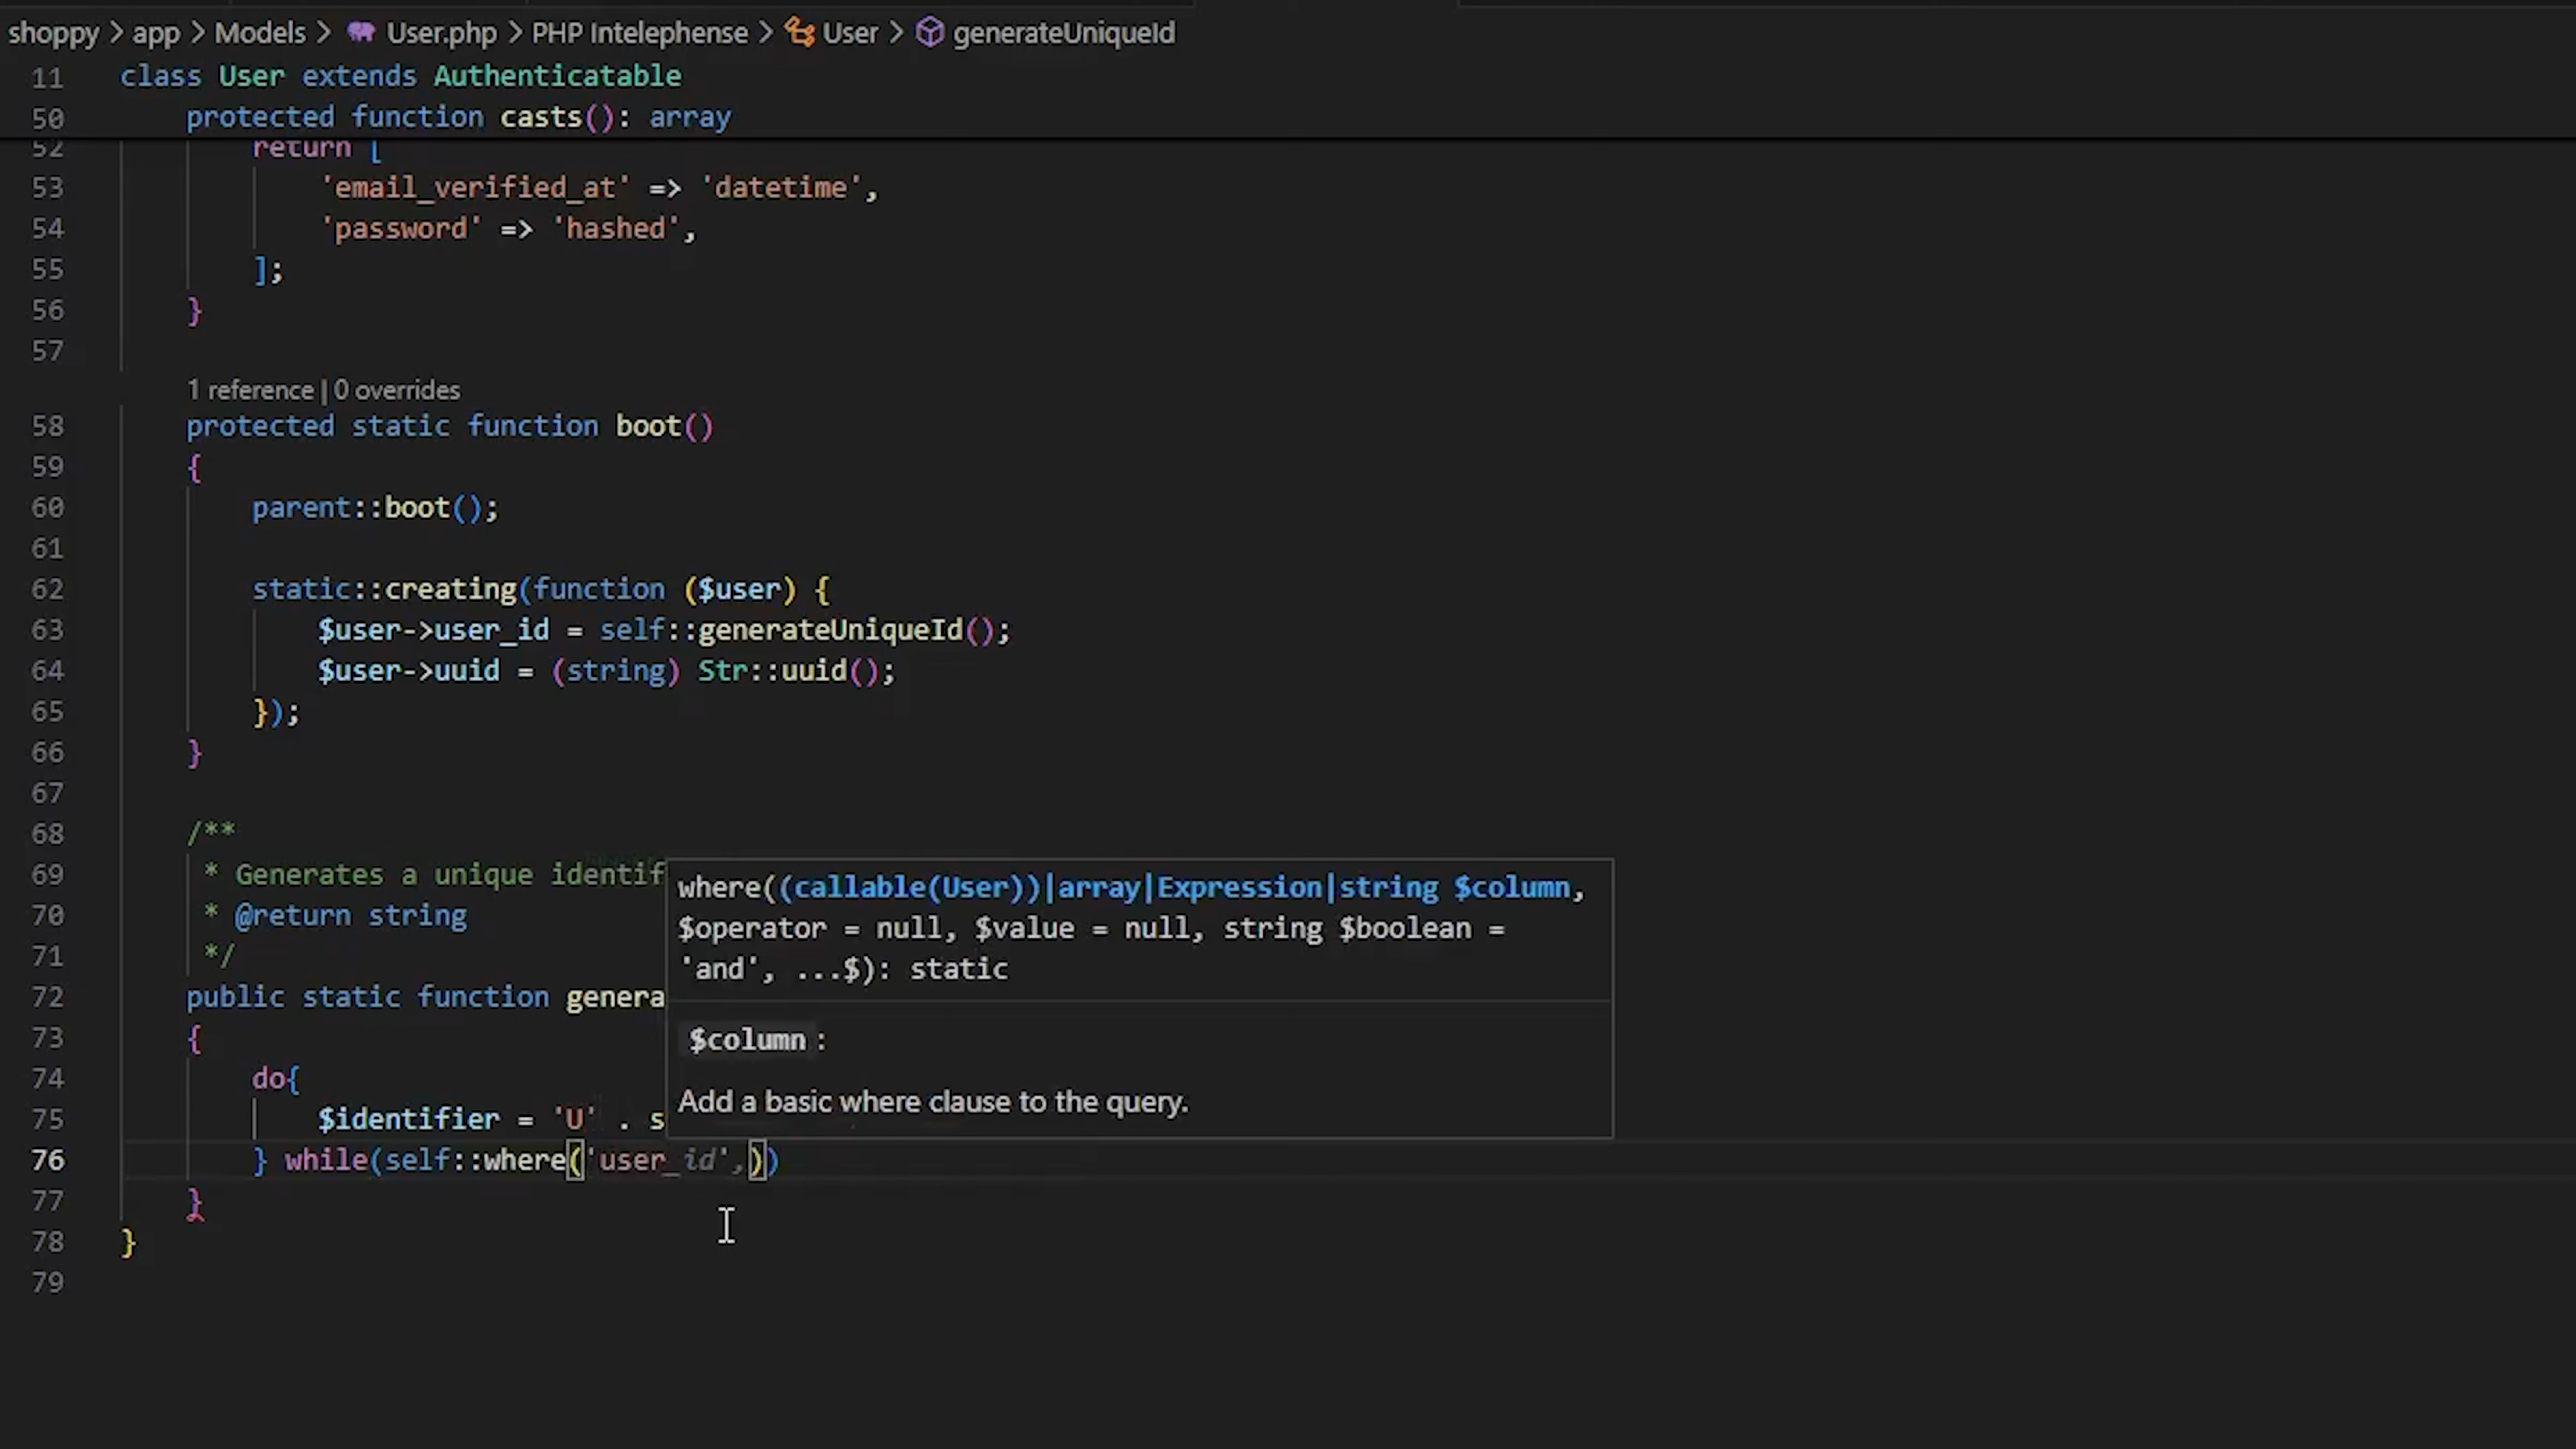 shoppy > app > Models > User.php > PHP Intelephense > User > generateUniqueId
11 class User extends Authenticatable
50 protected function casts(): array
52 return [
53 'email_verified_at' => 'datetime',
54 'password' => 'hashed',
55 ];
56 }
57
1 reference | 0 overrides
58 protected static function boot()
59 {
60 parent::boot();
61
62 static::creating(function ($user) {
63 $user->user_id = self::generateUniqueId();
64 $user->uuid = (string) Str::uuid();
65 });
66 }
67
68 /**
69 * Generates a unique identif
70 * @return string
71 */
72 public static function genera
73 {
74 do{
75 $identifier = 'U' . s
76 } while(self::where('user_id',))
77 }
78 }
79
where((callable(User))|array|Expression|string $column,
$operator = null, $value = null, string $boolean =
'and', ...$): static
$column:
Add a basic where clause to the query.